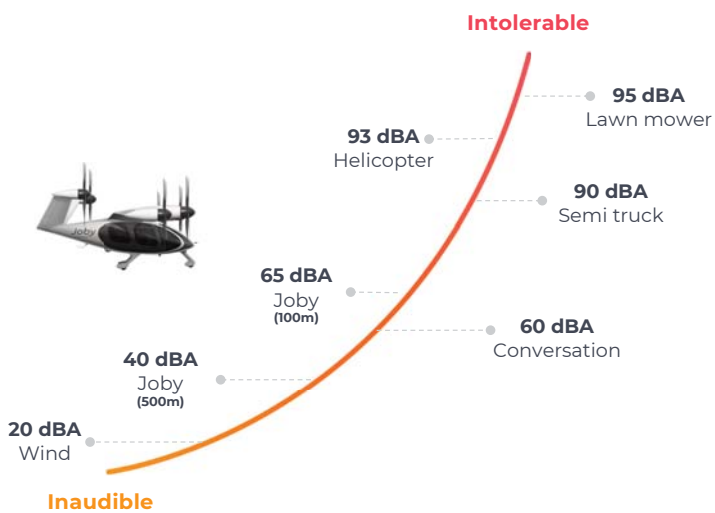 Intolerable
95 dBA
Lawn mower
93 dBA
Helicopter
90 dBA
Semi truck
Joby
65 dBA
Joby
(100m)
60 dBA
Conversation
40 dBA
Joby
(500m)
20 dBA
Wind
Inaudible